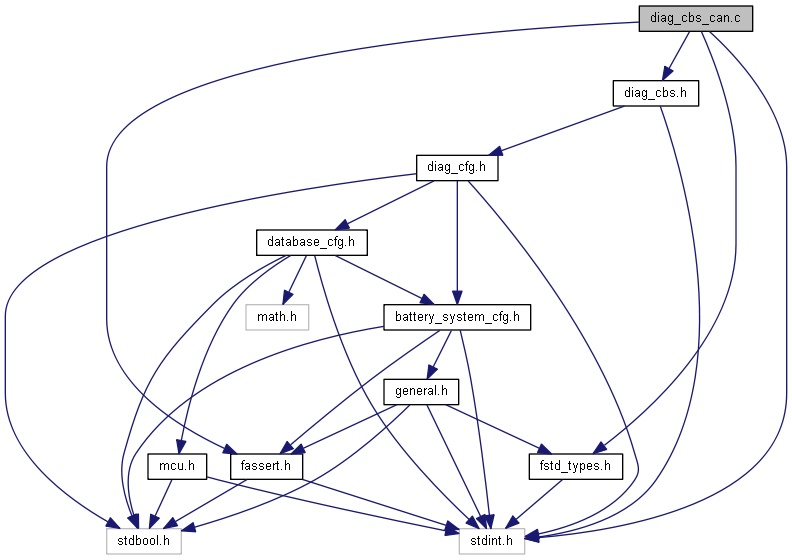 diag_cbs_can.c
diag_cbs.h
diag_cfg.h
database_cfg.h
math.h
battery_system_cfg.h
general.h
mcu.h
fassert.h
fstd_types.h
stdbool.h
stdint.h